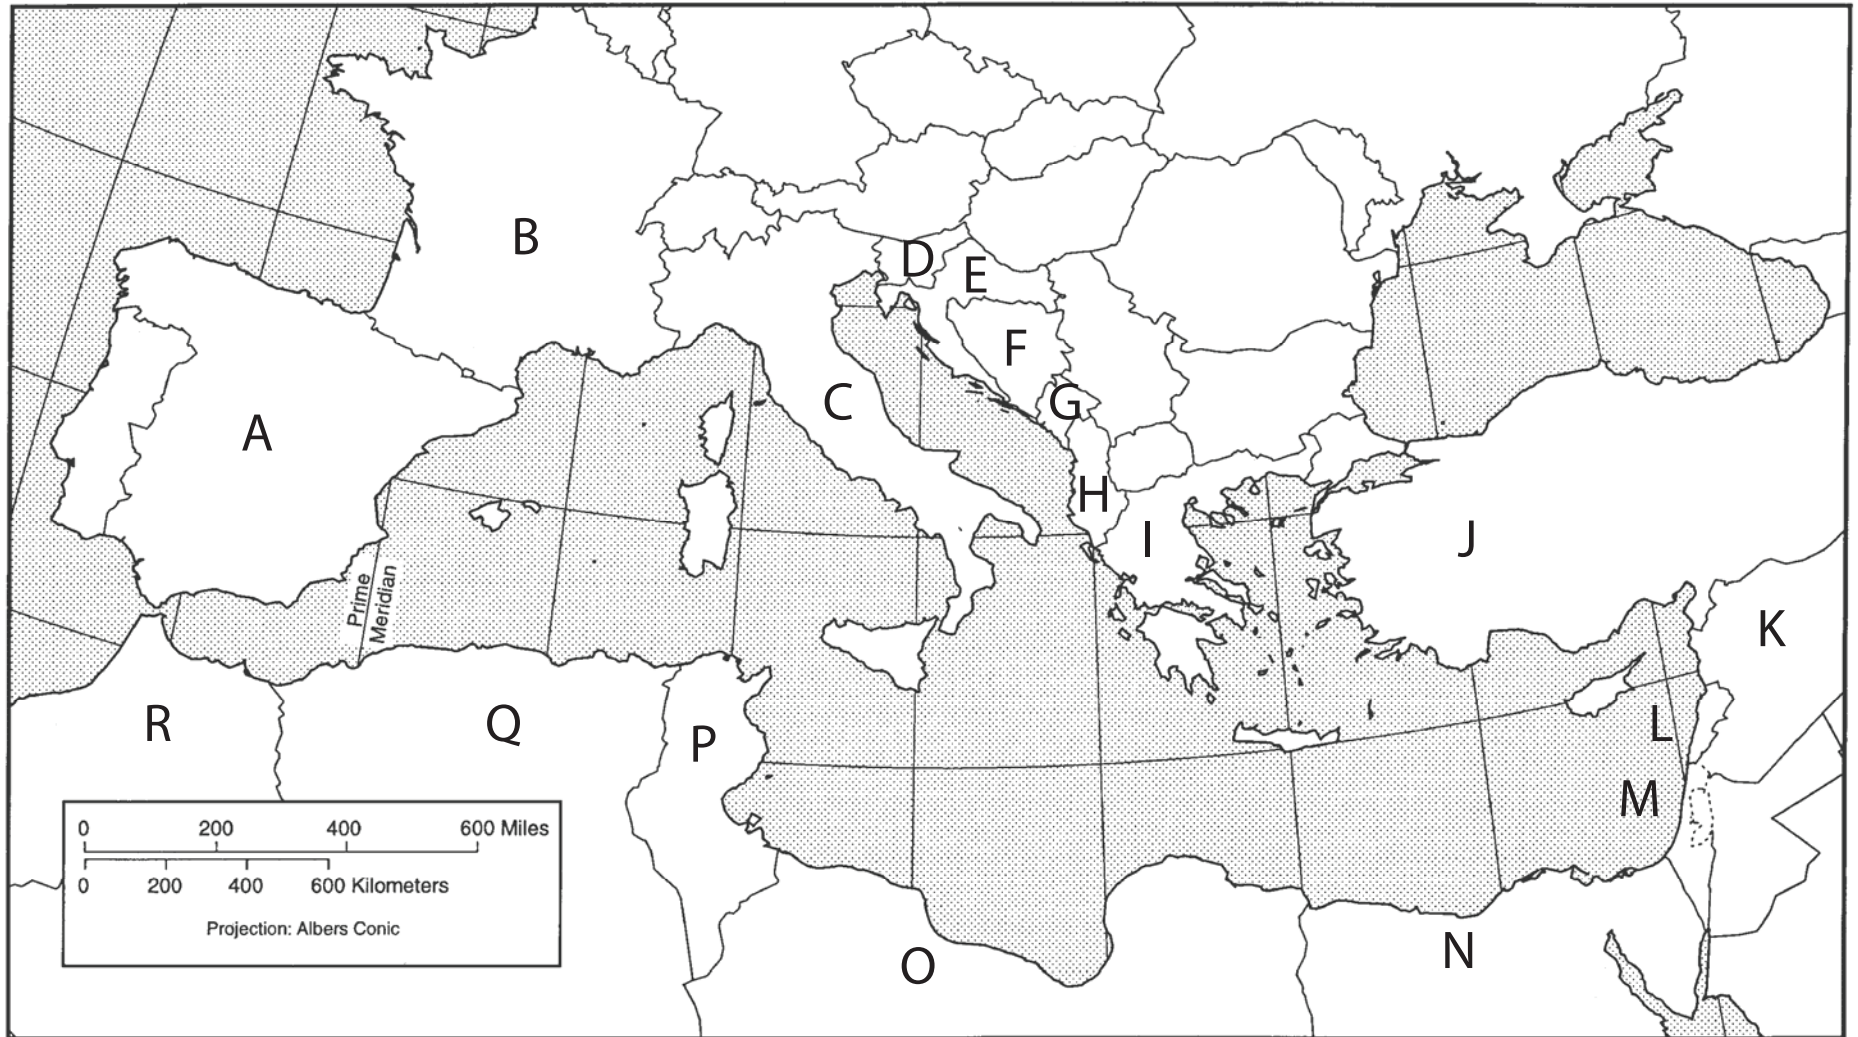 B
D
E
F
C
G
A
H
I
J
Prime
Meridian
K
R
Q
P
L
M
0 200 400 600 Miles
0 200 400 600 Kilometers
Projection: Albers Conic
O
N